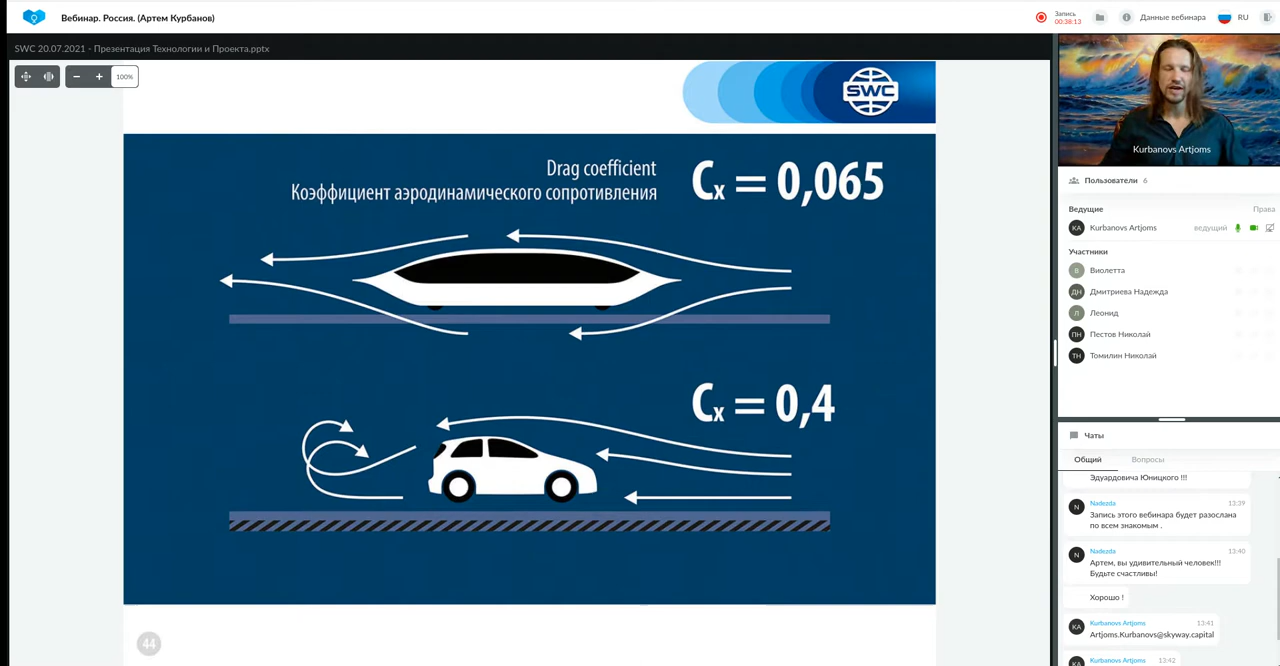 Вебинар. Россия. (Артем Курбанов)
Запись
00:38:13
Данные вебинара
RU
SWC 20.07.2021 - Презентация Технологии и Проекта.pptx
100%
SWC
Drag coefficient
Коэффициент аэродинамического сопротивления
Cx = 0,065
Cx = 0,4
44
Kurbanovs Artjoms
Пользователи 6
Ведущие Права
KA Kurbanovs Artjoms ведущий
Участники
В Виолетта
ДН Дмитриева Надежда
Л Леонид
ПН Пестов Николай
ТН Томилин Николай
Чаты
Общий Вопросы
Эдуардовича Юницкого !!!
N Nadezda 13:39
Запись этого вебинара будет разослана
по всем знакомым .
N Nadezda 13:40
Артем, вы удивительный человек!!!
Будьте счастливы!
Хорошо !
KA Kurbanovs Artjoms 13:41
Artjoms.Kurbanovs@skyway.capital
KA Kurbanovs Artjoms 13:42